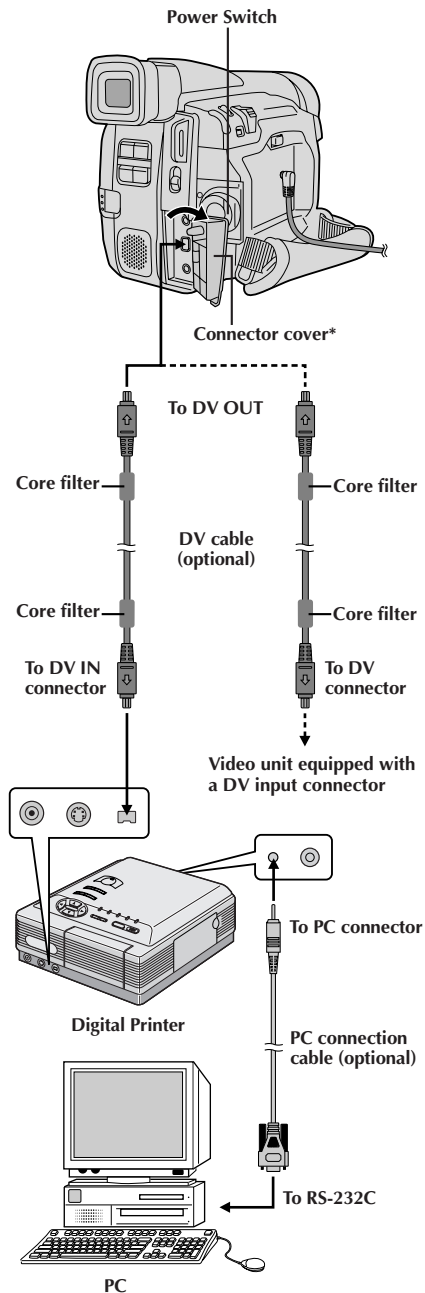 Power Switch
Connector cover*
To DV OUT
Core filter
Core filter
DV cable
(optional)
Core filter
Core filter
To DV IN
connector
To DV
connector
Video unit equipped with
a DV input connector
To PC connector
Digital Printer
PC connection
cable (optional)
To RS-232C
PC